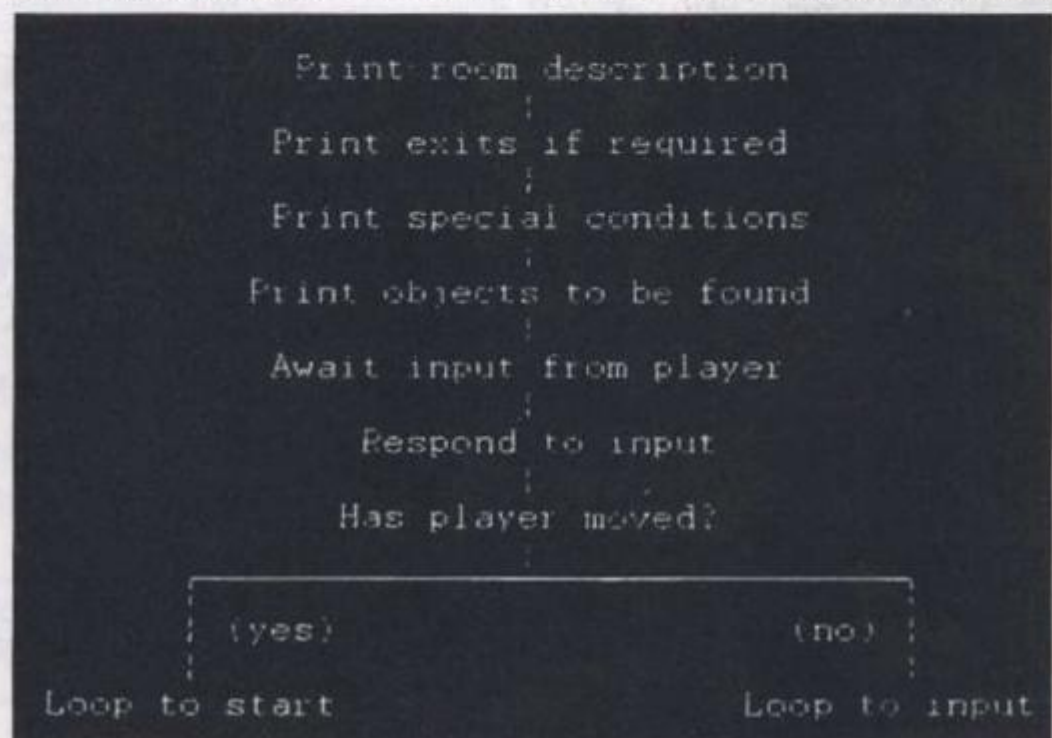 Print room description
Print exits if required
Print special conditions
Print objects to be found
Await input from player
Respond to input
Has player moved?
(yes) (no)
Loop to start Loop to input